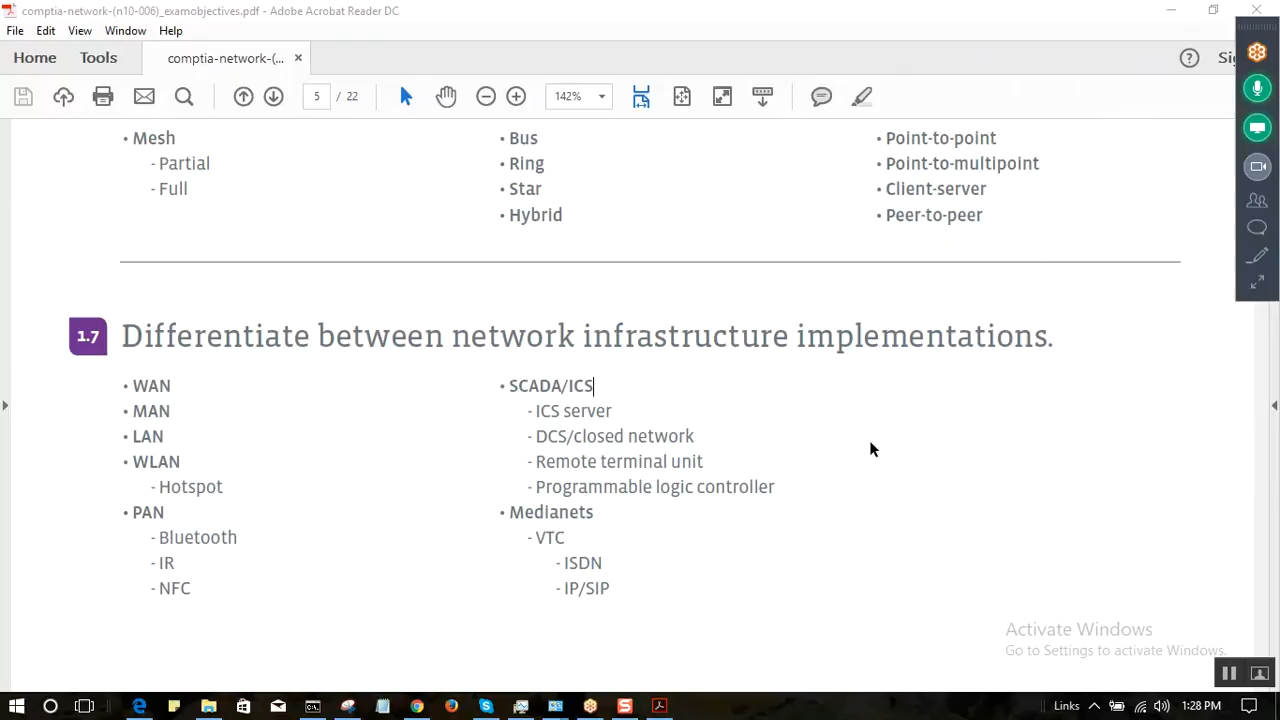 comptia-network-(n10-006)_examobjectives.pdf - Adobe Acrobat Reader DC
File Edit View Window Help
Home Tools comptia-network-(... × ? Si
5 / 22 142%
• Mesh
- Partial
- Full
• Bus
• Ring
• Star
• Hybrid
• Point-to-point
• Point-to-multipoint
• Client-server
• Peer-to-peer
1.7 Differentiate between network infrastructure implementations.
• WAN
• MAN
• LAN
• WLAN
- Hotspot
• PAN
- Bluetooth
- IR
- NFC
• SCADA/ICS
- ICS server
- DCS/closed network
- Remote terminal unit
- Programmable logic controller
• Medianets
- VTC
- ISDN
- IP/SIP
Activate Windows
Go to Settings to activate Windows.
Links 1:28 PM